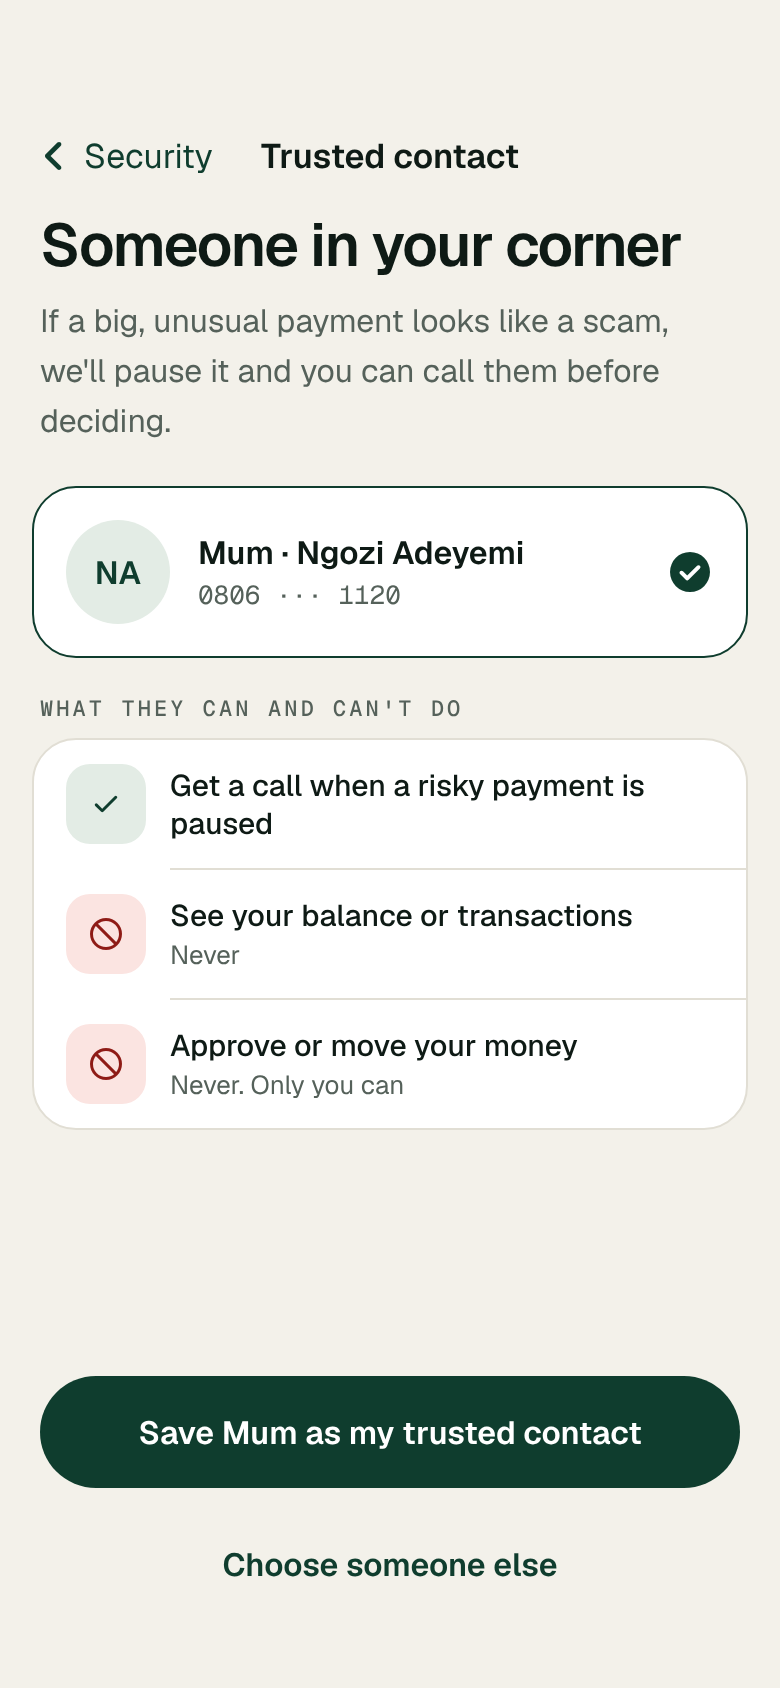 Security Trusted contact
Someone in your corner
If a big, unusual payment looks like a scam,
we'll pause it and you can call them before
deciding.
NA
Mum · Ngozi Adeyemi
0806 ··· 1120
WHAT THEY CAN AND CAN'T DO
Get a call when a risky payment is
paused
See your balance or transactions
Never
Approve or move your money
Never. Only you can
Save Mum as my trusted contact
Choose someone else